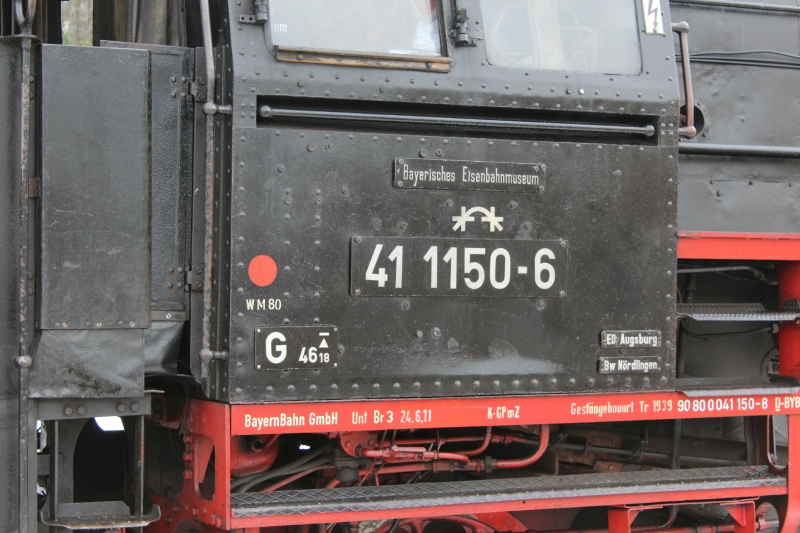 Bayerisches Eisenbahnmuseum
41 1150-6
WM 80
G 46 18
ED Augsburg
Bw Nördlingen
BayernBahn GmbH Unt Br 3 24.6.11 K-GPmZ Gestängebauart Tr 1939 90 80 0041 150-8 D-BYB